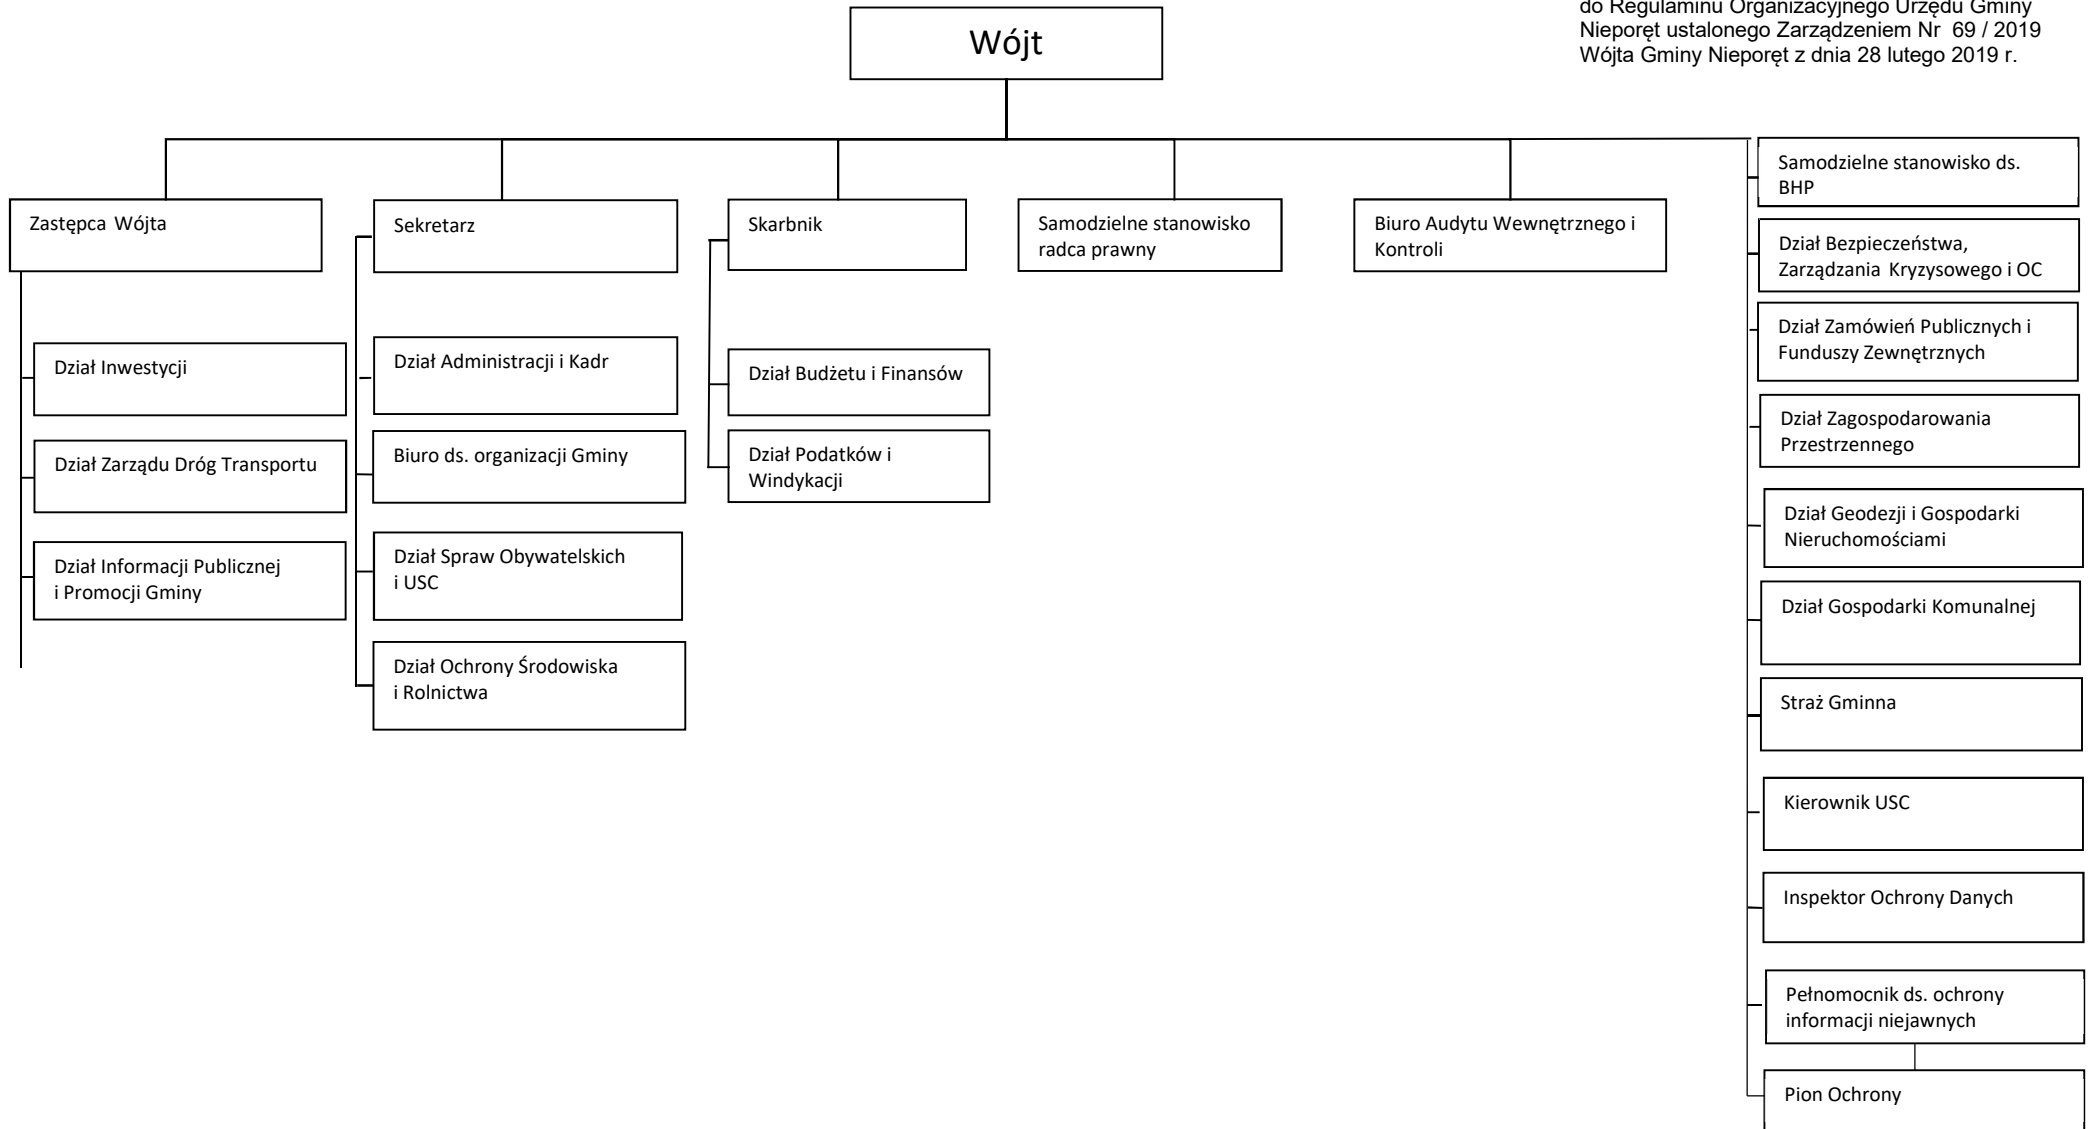 do Regulaminu Organizacyjnego Urzędu Gminy
Nieporęt ustalonego Zarządzeniem Nr 69 / 2019
Wójta Gminy Nieporęt z dnia 28 lutego 2019 r.
Wójt
Zastępca Wójta
Dział Inwestycji
Dział Zarządu Dróg Transportu
Dział Informacji Publicznej
i Promocji Gminy
Sekretarz
Dział Administracji i Kadr
Biuro ds. organizacji Gminy
Dział Spraw Obywatelskich
i USC
Dział Ochrony Środowiska
i Rolnictwa
Skarbnik
Dział Budżetu i Finansów
Dział Podatków i
Windykacji
Samodzielne stanowisko
radca prawny
Biuro Audytu Wewnętrznego i
Kontroli
Samodzielne stanowisko ds.
BHP
Dział Bezpieczeństwa,
Zarządzania Kryzysowego i OC
Dział Zamówień Publicznych i
Funduszy Zewnętrznych
Dział Zagospodarowania
Przestrzennego
Dział Geodezji i Gospodarki
Nieruchomościami
Dział Gospodarki Komunalnej
Straż Gminna
Kierownik USC
Inspektor Ochrony Danych
Pełnomocnik ds. ochrony
informacji niejawnych
Pion Ochrony